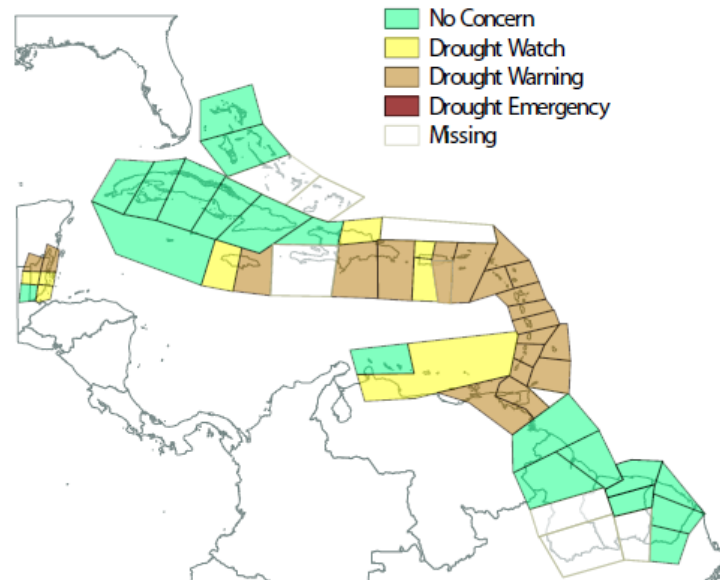 No Concern
Drought Watch
Drought Warning
Drought Emergency
Missing